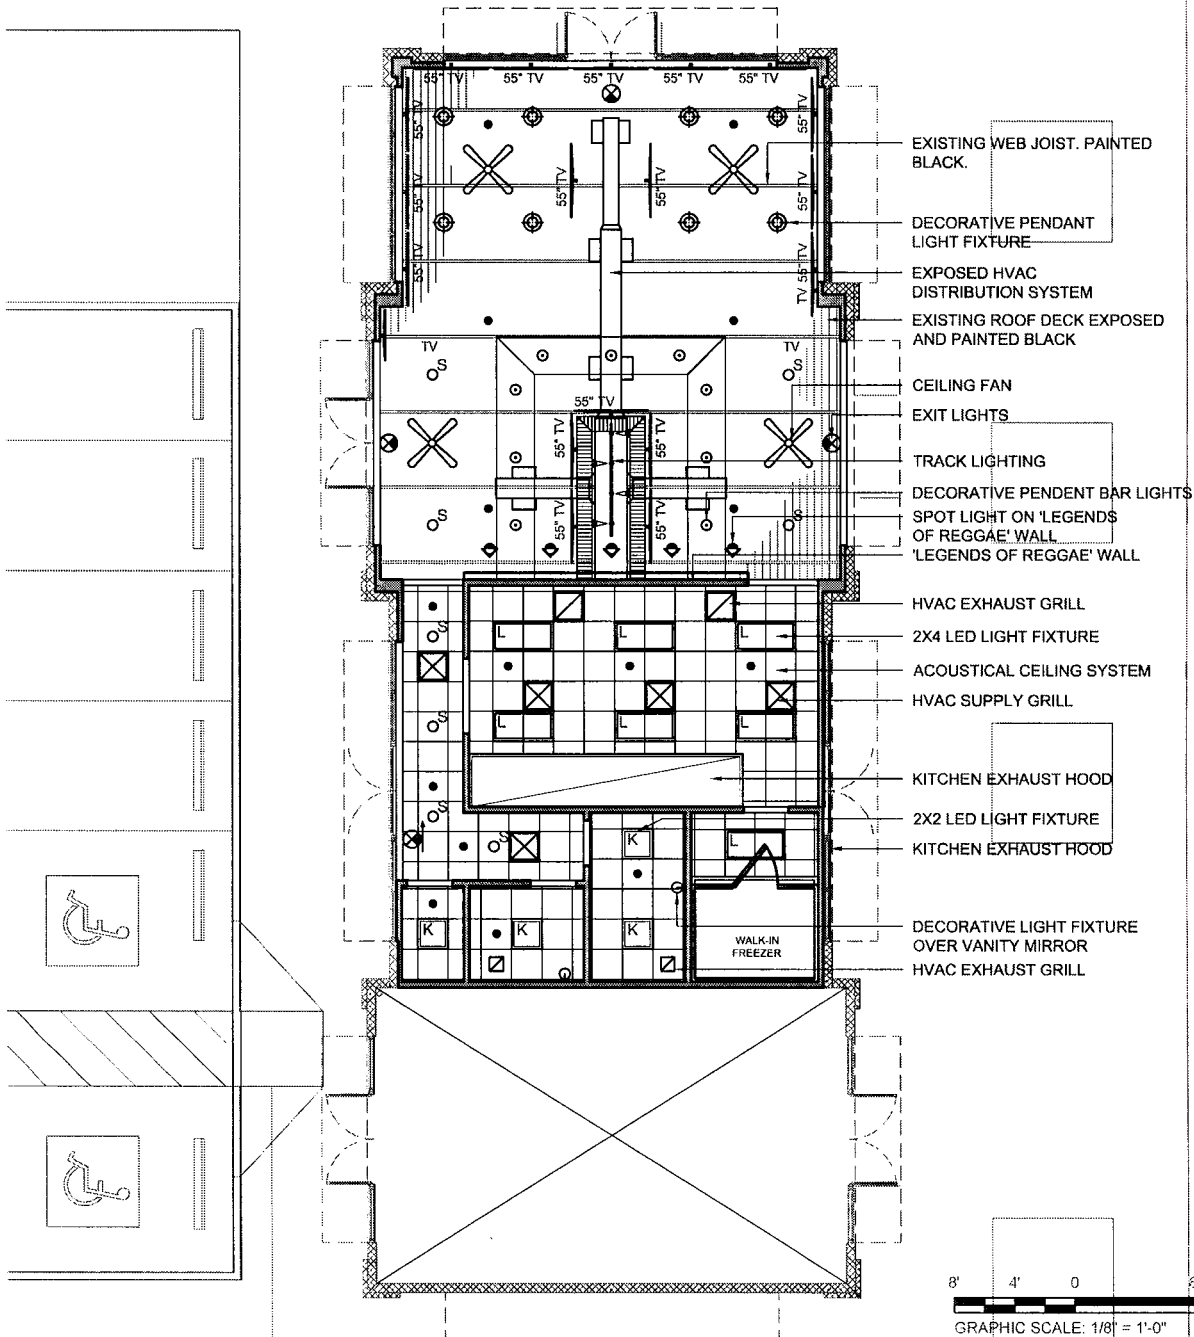 55" TV 55" TV 55" TV 55" TV 55" TV
55" TV
55" TV
55" TV
55" TV
55" TV
55" TV
55" TV
TV 55" TV
EXISTING WEB JOIST. PAINTED
BLACK.
DECORATIVE PENDANT
LIGHT FIXTURE
EXPOSED HVAC
DISTRIBUTION SYSTEM
EXISTING ROOF DECK EXPOSED
AND PAINTED BLACK
TV
TV
S
S
CEILING FAN
55" TV
EXIT LIGHTS
55" TV
55" TV
TRACK LIGHTING
DECORATIVE PENDENT BAR LIGHTS
S
55" TV
55" TV
S
SPOT LIGHT ON 'LEGENDS
OF REGGAE' WALL
'LEGENDS OF REGGAE' WALL
HVAC EXHAUST GRILL
S
L
L
L
2X4 LED LIGHT FIXTURE
ACOUSTICAL CEILING SYSTEM
HVAC SUPPLY GRILL
S
L
L
L
KITCHEN EXHAUST HOOD
S
2X2 LED LIGHT FIXTURE
S
K
L
KITCHEN EXHAUST HOOD
K
K
K
WALK-IN
FREEZER
DECORATIVE LIGHT FIXTURE
OVER VANITY MIRROR
HVAC EXHAUST GRILL
8' 4' 0 8
GRAPHIC SCALE: 1/8" = 1'-0"